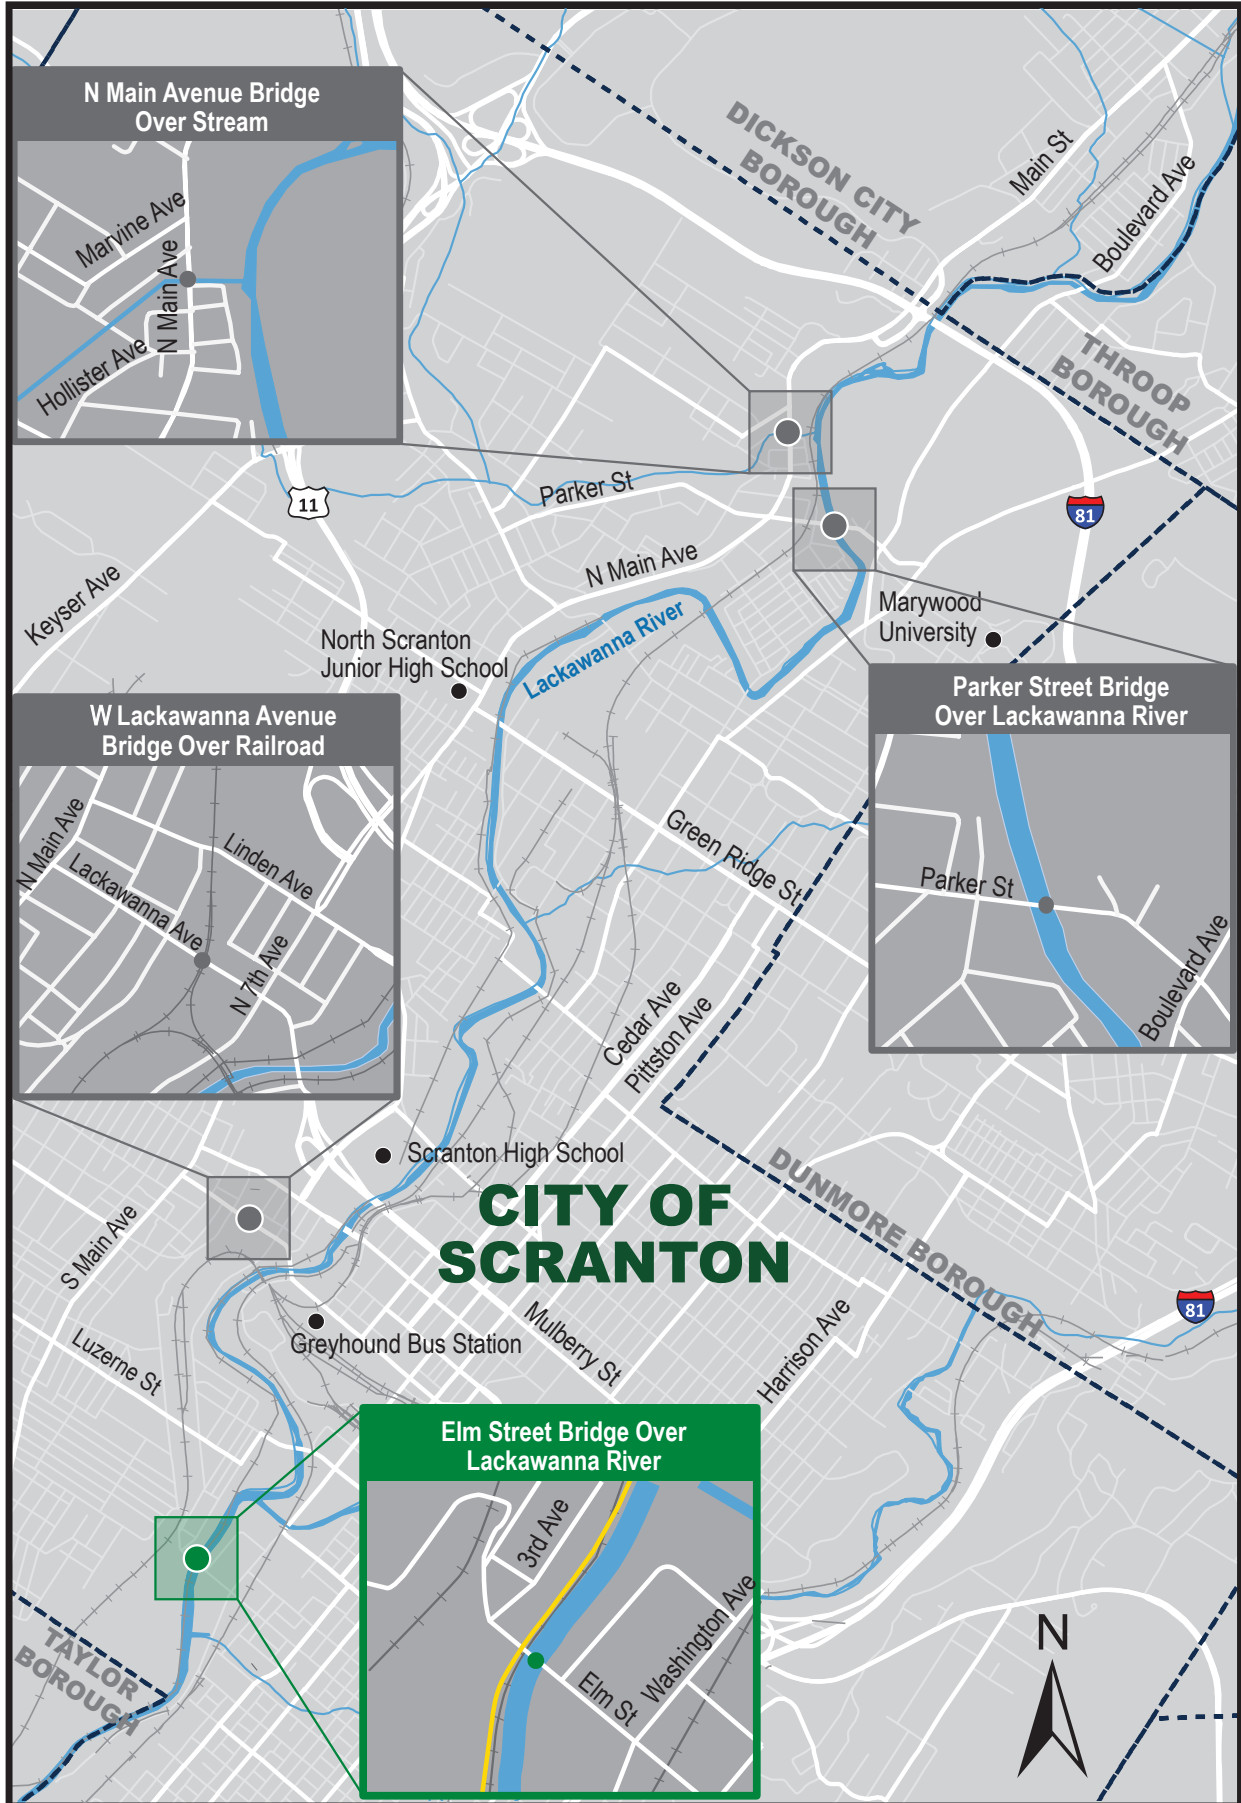 N Main Avenue Bridge
Over Stream
Marvine Ave
N Main Ave
Hollister Ave
DICKSON CITY
BOROUGH
Main St
Boulevard Ave
THROOP
BOROUGH
11
Parker St
81
N Main Ave
Keyser Ave
Lackawanna River
Marywood
University
North Scranton
Junior High School
W Lackawanna Avenue
Bridge Over Railroad
N Main Ave
Linden Ave
Lackawanna Ave
N 7th Ave
Parker Street Bridge
Over Lackawanna River
Parker St
Boulevard Ave
Green Ridge St
Cedar Ave
Pittston Ave
Scranton High School
CITY OF
SCRANTON
DUNMORE BOROUGH
S Main Ave
81
Greyhound Bus Station
Mulberry St
Harrison Ave
Luzerne St
Elm Street Bridge Over
Lackawanna River
3rd Ave
Washington Ave
Elm St
TAYLOR
BOROUGH
N